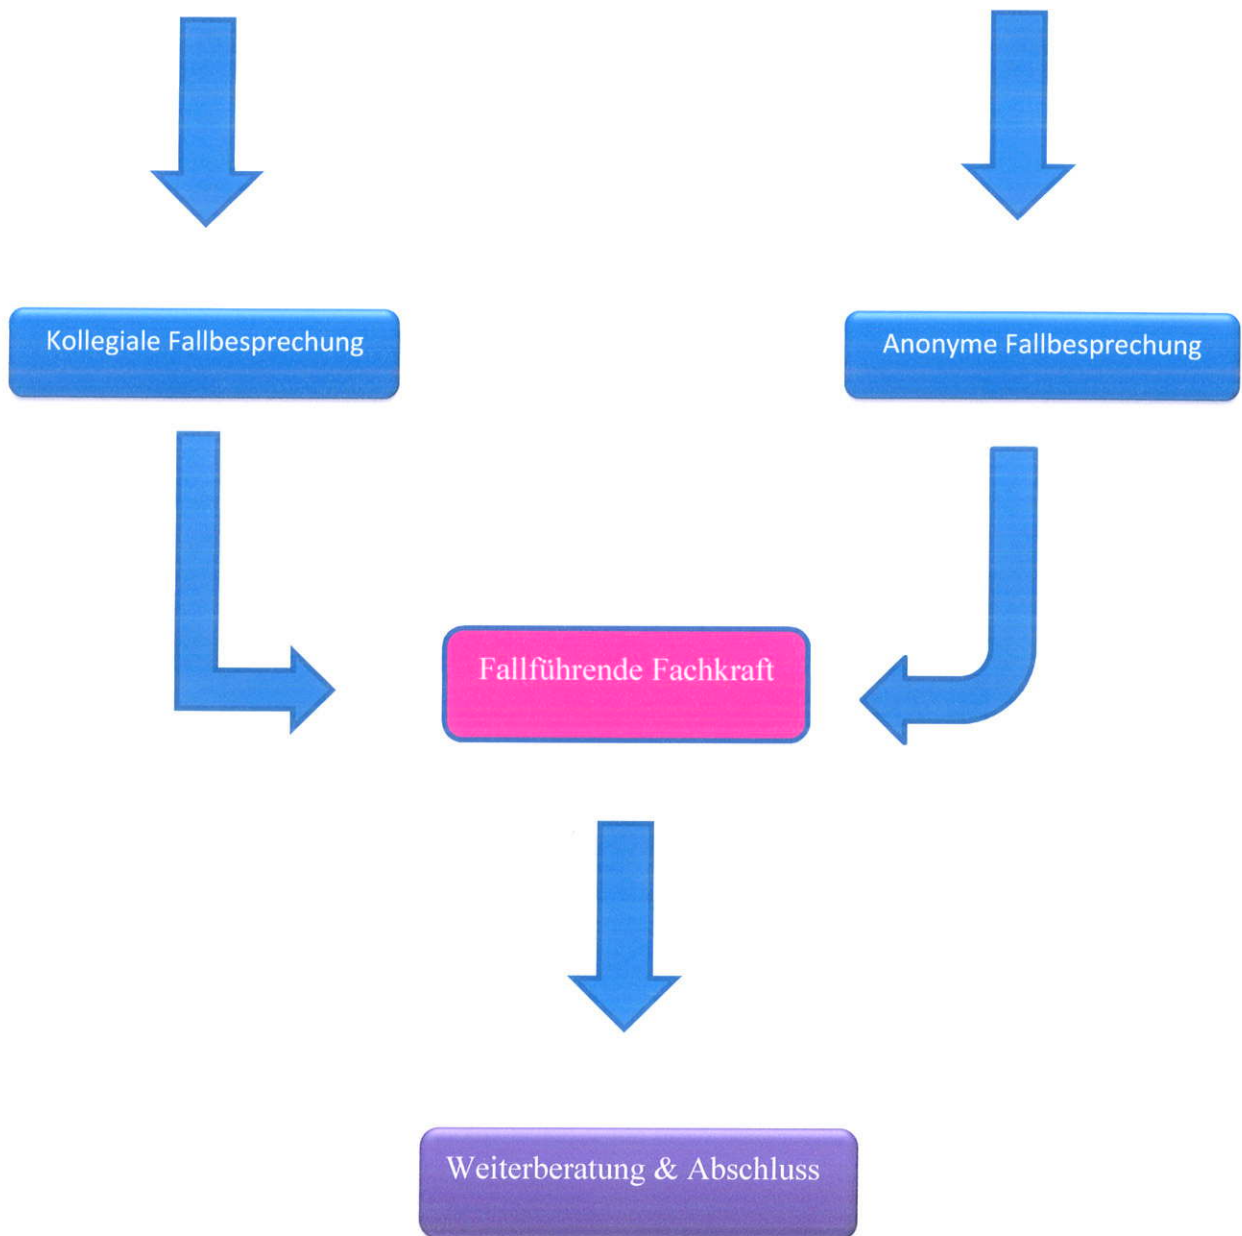 Kollegiale Fallbesprechung
Anonyme Fallbesprechung
Fallführende Fachkraft
Weiterberatung & Abschluss